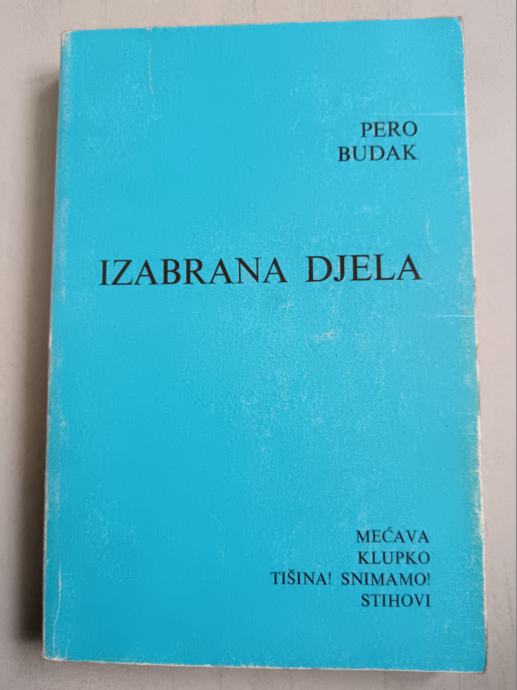 PERO
BUDAK
IZABRANA DJELA
MEĆAVA
KLUPKO
TIŠINA! SNIMAMO!
STIHOVI